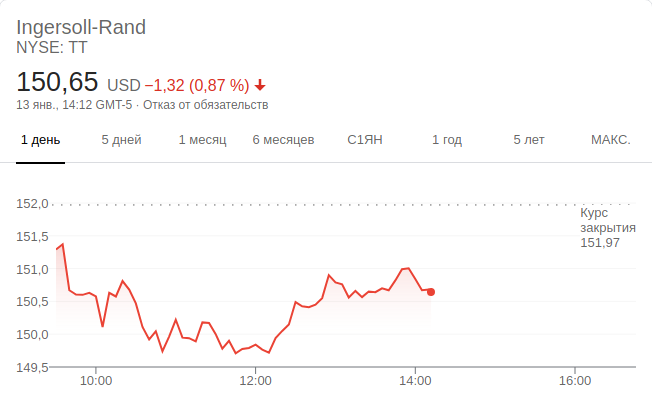 Ingersoll-Rand
NYSE: TT
150,65 USD −1,32 (0,87 %)
13 янв., 14:12 GMT-5 · Отказ от обязательств
1 день 5 дней 1 месяц 6 месяцев С1ЯН 1 год 5 лет МАКС.
152,0
Курс
закрытия
151,97
151,5
151,0
150,5
150,0
149,5
10:00 12:00 14:00 16:00